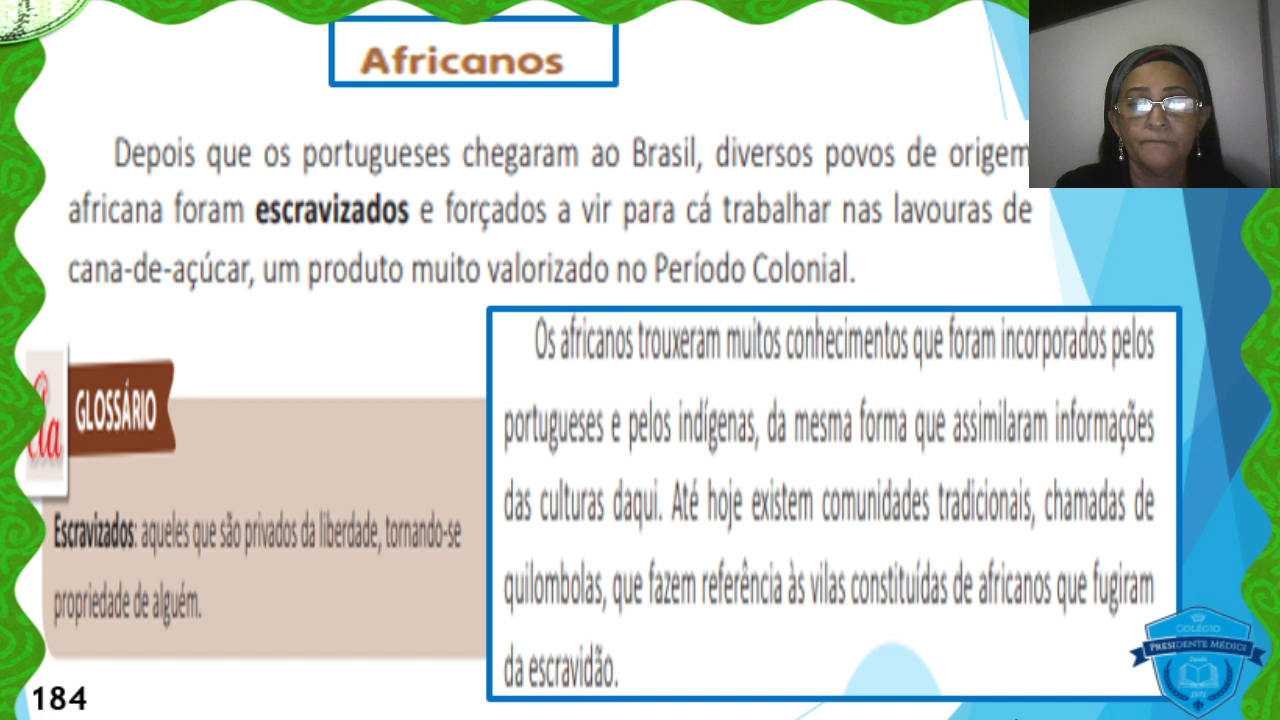 Africanos
Depois que os portugueses chegaram ao Brasil, diversos povos de origem
africana foram escravizados e forçados a vir para cá trabalhar nas lavouras de
cana-de-açúcar, um produto muito valorizado no Período Colonial.
GLOSSÁRIO
Escravizados: aqueles que são privados da liberdade, tornando-se
propriedade de alguém.
Os africanos trouxeram muitos conhecimentos que foram incorporados pelos
portugueses e pelos indígenas, da mesma forma que assimilaram informações
das culturas daqui. Até hoje existem comunidades tradicionais, chamadas de
quilombolas, que fazem referência às vilas constituídas de africanos que fugiram
da escravidão.
COLÉGIO
PRESIDENTE MÉDICI
Desde
1972
184